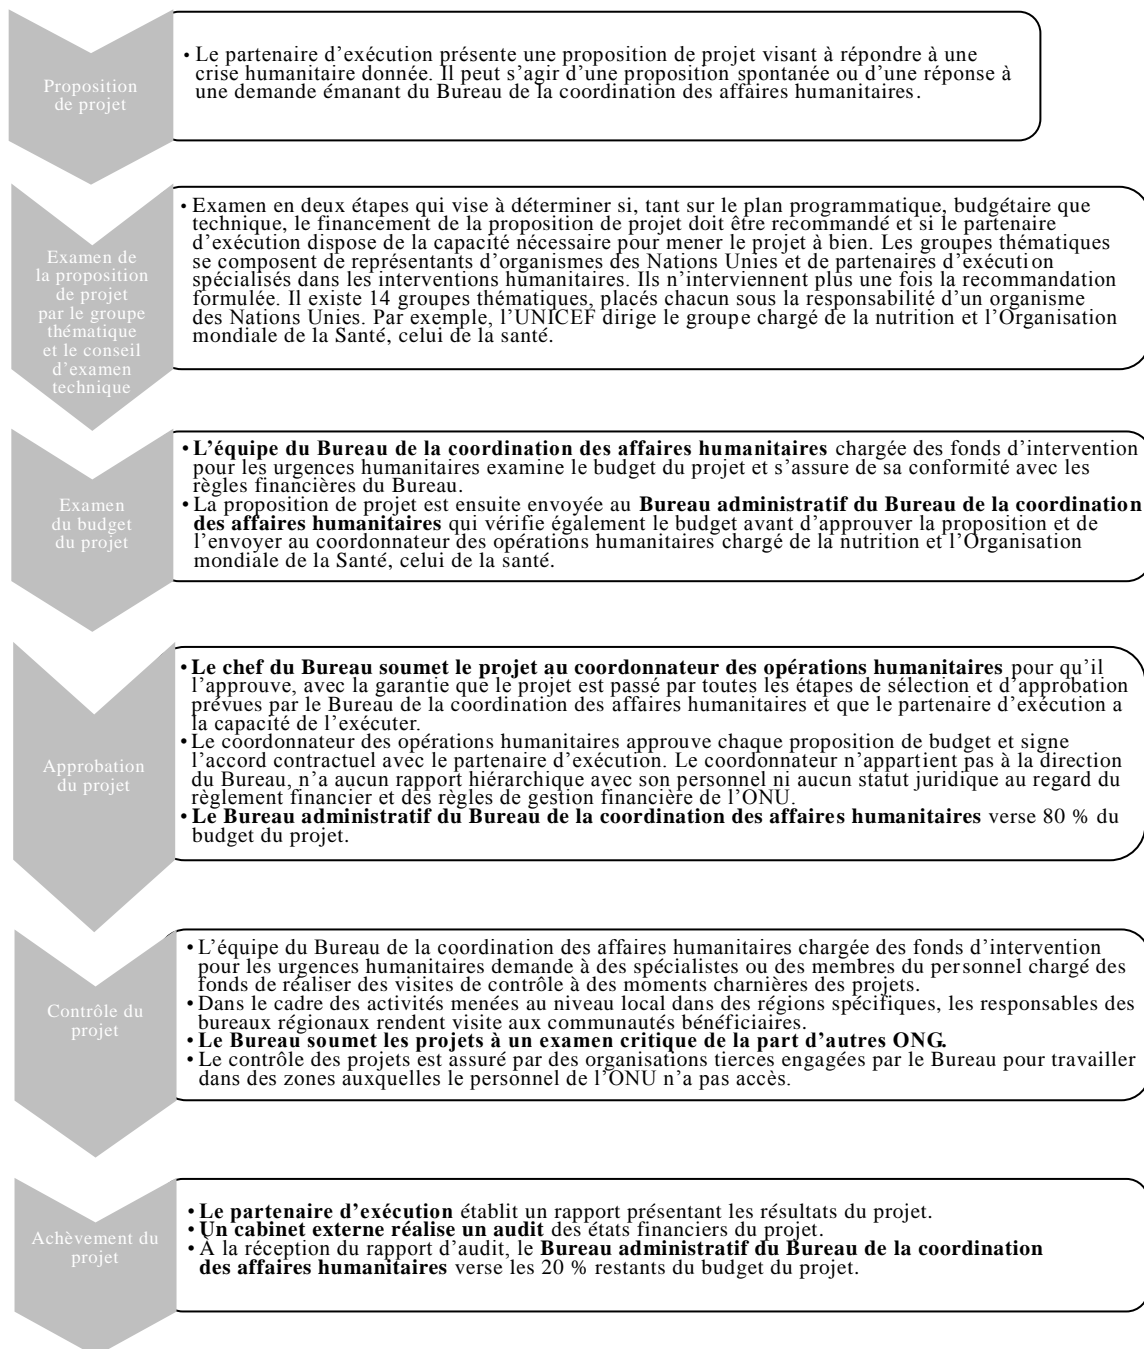 Proposition
de projet
• Le partenaire d’exécution présente une proposition de projet visant à répondre à une
crise humanitaire donnée. Il peut s’agir d’une proposition spontanée ou d’une réponse à
une demande émanant du Bureau de la coordination des affaires humanitaires.
Examen de
la proposition
de projet
par le groupe
thématique
et le conseil
d’examen
technique
• Examen en deux étapes qui vise à déterminer si, tant sur le plan programmatique, budgétaire que
technique, le financement de la proposition de projet doit être recommandé et si le partenaire
d’exécution dispose de la capacité nécessaire pour mener le projet à bien. Les groupes thématiques
se composent de représentants d’organismes des Nations Unies et de partenaires d’exécution
spécialisés dans les interventions humanitaires. Ils n’interviennent plus une fois la recommandation
formulée. Il existe 14 groupes thématiques, placés chacun sous la responsabilité d’un organisme
des Nations Unies. Par exemple, l’UNICEF dirige le groupe chargé de la nutrition et l’Organisation
mondiale de la Santé, celui de la santé.
Examen
du budget
du projet
• L’équipe du Bureau de la coordination des affaires humanitaires chargée des fonds d’intervention
pour les urgences humanitaires examine le budget du projet et s’assure de sa conformité avec les
règles financières du Bureau.
• La proposition de projet est ensuite envoyée au Bureau administratif du Bureau de la coordination
des affaires humanitaires qui vérifie également le budget avant d’approuver la proposition et de
l’envoyer au coordonnateur des opérations humanitaires chargé de la nutrition et l’Organisation
mondiale de la Santé, celui de la santé.
Approbation
du projet
• Le chef du Bureau soumet le projet au coordonnateur des opérations humanitaires pour qu’il
l’approuve, avec la garantie que le projet est passé par toutes les étapes de sélection et d’approbation
prévues par le Bureau de la coordination des affaires humanitaires et que le partenaire d’exécution a
la capacité de l’exécuter.
• Le coordonnateur des opérations humanitaires approuve chaque proposition de budget et signe
l’accord contractuel avec le partenaire d’exécution. Le coordonnateur n’appartient pas à la direction
du Bureau, n’a aucun rapport hiérarchique avec son personnel ni aucun statut juridique au regard du
règlement financier et des règles de gestion financière de l’ONU.
• Le Bureau administratif du Bureau de la coordination des affaires humanitaires verse 80 % du
budget du projet.
Contrôle du
projet
• L’équipe du Bureau de la coordination des affaires humanitaires chargée des fonds d’intervention
pour les urgences humanitaires demande à des spécialistes ou des membres du personnel chargé des
fonds de réaliser des visites de contrôle à des moments charnières des projets.
• Dans le cadre des activités menées au niveau local dans des régions spécifiques, les responsables des
bureaux régionaux rendent visite aux communautés bénéficiaires.
• Le Bureau soumet les projets à un examen critique de la part d’autres ONG.
• Le contrôle des projets est assuré par des organisations tierces engagées par le Bureau pour travailler
dans des zones auxquelles le personnel de l’ONU n’a pas accès.
Achèvement du
projet
• Le partenaire d’exécution établit un rapport présentant les résultats du projet.
• Un cabinet externe réalise un audit des états financiers du projet.
• À la réception du rapport d’audit, le Bureau administratif du Bureau de la coordination
des affaires humanitaires verse les 20 % restants du budget du projet.